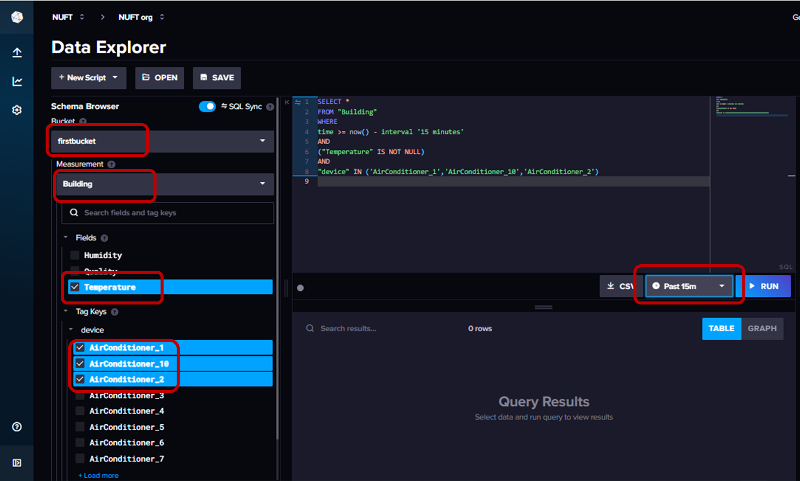 NUFT
NUFT org
Data Explorer
+ New Script
OPEN
SAVE
Schema Browser
SQL Sync
Bucket
firstbucket
Measurement
Building
Search fields and tag keys
Fields
Humidity
Quality
Temperature
Tag Keys
device
AirConditioner_1
AirConditioner_10
AirConditioner_2
AirConditioner_3
AirConditioner_4
AirConditioner_5
AirConditioner_6
AirConditioner_7
+ Load more
1 SELECT *
2 FROM "Building"
3 WHERE
4 time >= now() - interval '15 minutes'
5 AND
6 ("Temperature" IS NOT NULL)
7 AND
8 "device" IN ('AirConditioner_1','AirConditioner_10','AirConditioner_2')
9
SQL
CSV
Past 15m
RUN
Search results...
0 rows
TABLE
GRAPH
Query Results
Select data and run query to view results